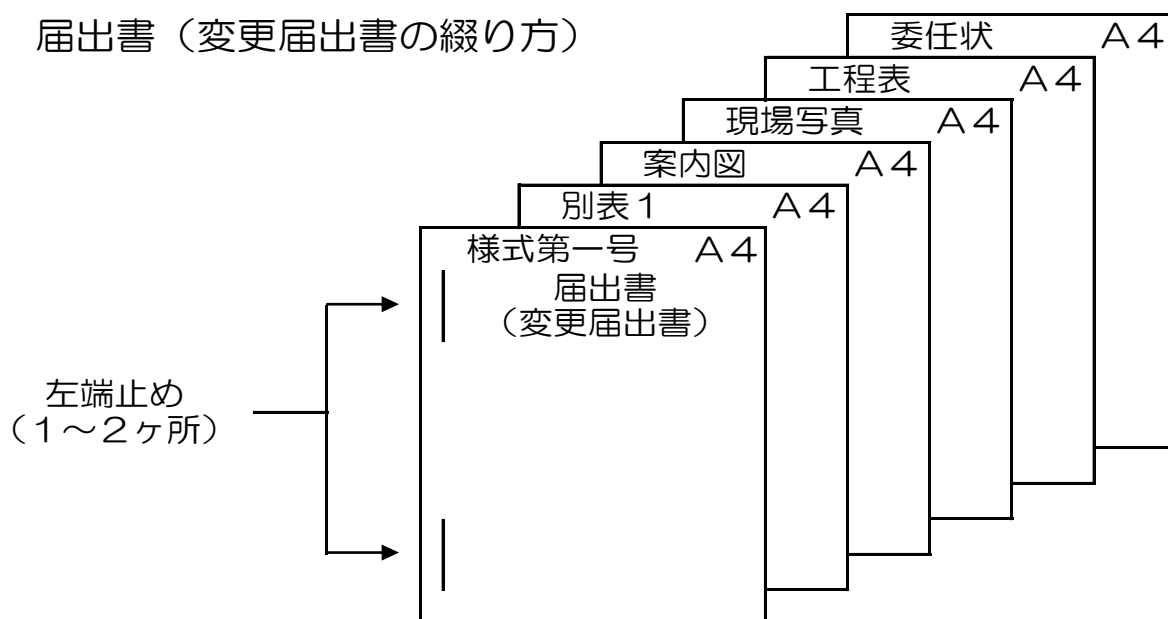 届出書（変更届出書の綴り方）
委任状 Ａ４
工程表 Ａ４
現場写真 Ａ４
案内図 Ａ４
別表１ Ａ４
様式第一号 Ａ４
届出書
（変更届出書）
左端止め
（１～２ヶ所）